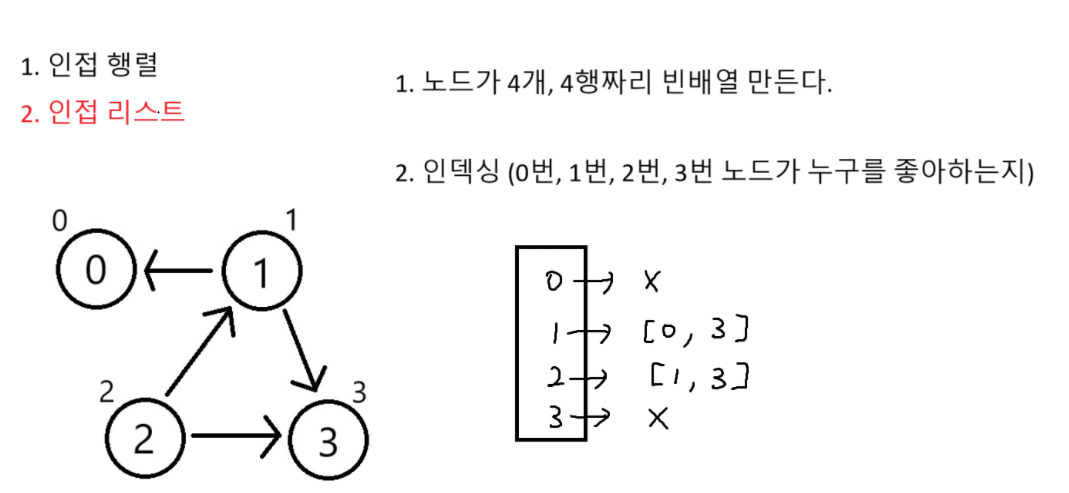 1. 인접 행렬
2. 인접 리스트
1. 노드가 4개, 4행짜리 빈배열 만든다.
2. 인덱싱 (0번, 1번, 2번, 3번 노드가 누구를 좋아하는지)
0 1
0 1
2 3
2 3
0 → X
1 → [0, 3]
2 → [1, 3]
3 → X